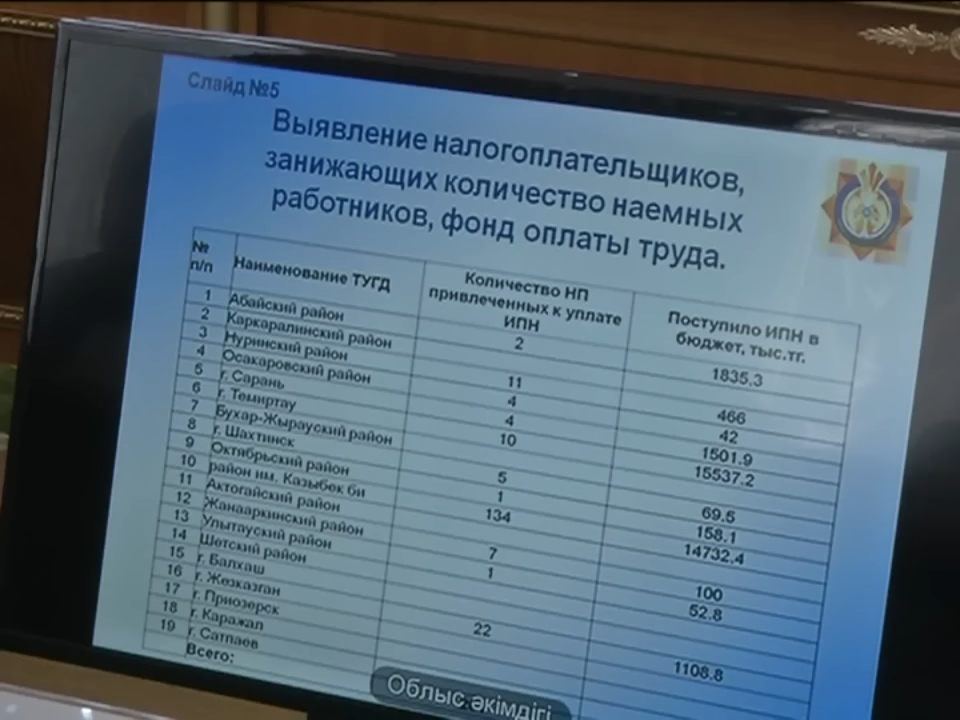 Слайд №5
Выявление налогоплательщиков,
занижающих количество наемных
работников, фонд оплаты труда.
№ п/п Наименование ТУГД Количество НП привлеченных к уплате ИПН Поступило ИПН в бюджет, тыс.тг.
1 Абайский район 2 1835.3
2 Каркаралинский район
3 Нуринский район 11 466
4 Осакаровский район 4 42
5 г. Сарань 4 1501.9
6 г. Темиртау 10 15537.2
7 Бухар-Жырауский район
8 г. Шахтинск 5 69.5
9 Октябрьский район 1 158.1
10 район им. Казыбек би 134 14732.4
11 Актогайский район
12 Жанааркинский район 7 100
13 Улытауский район 1 52.8
14 Шетский район
15 г. Балхаш
16 г. Жезказган 22 1108.8
17 г. Приозерск
18 г. Каражал
19 г. Сатпаев
Всего:
Облыс әкімдігі